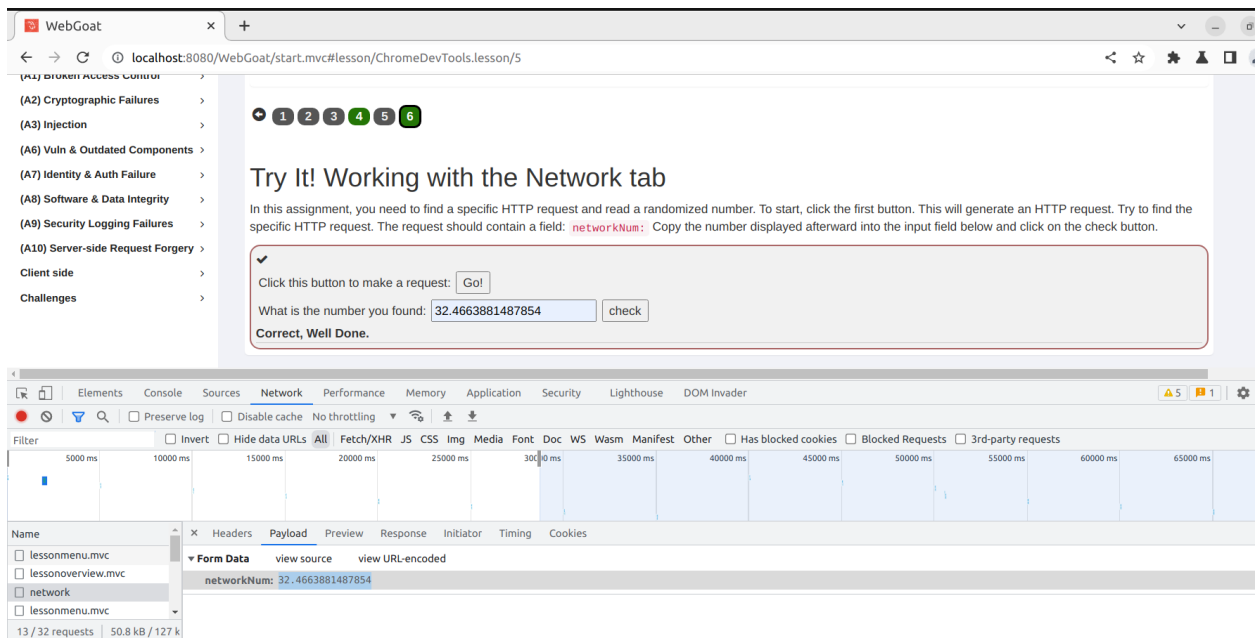 WebGoat
localhost:8080/WebGoat/start.mvc#lesson/ChromeDevTools.lesson/5
(A1) Broken Access Control
(A2) Cryptographic Failures
(A3) Injection
(A6) Vuln & Outdated Components
(A7) Identity & Auth Failure
(A8) Software & Data Integrity
(A9) Security Logging Failures
(A10) Server-side Request Forgery
Client side
Challenges
1 2 3 4 5 6
Try It! Working with the Network tab
In this assignment, you need to find a specific HTTP request and read a randomized number. To start, click the first button. This will generate an HTTP request. Try to find the
specific HTTP request. The request should contain a field: networkNum: Copy the number displayed afterward into the input field below and click on the check button.
Click this button to make a request: Go!
What is the number you found: 32.4663881487854 check
Correct, Well Done.
Elements Console Sources Network Performance Memory Application Security Lighthouse DOM Invader 5 1
Preserve log Disable cache No throttling
Filter Invert Hide data URLs All Fetch/XHR JS CSS Img Media Font Doc WS Wasm Manifest Other Has blocked cookies Blocked Requests 3rd-party requests
5000 ms 10000 ms 15000 ms 20000 ms 25000 ms 30000 ms 35000 ms 40000 ms 45000 ms 50000 ms 55000 ms 60000 ms 65000 ms
Name
lessonmenu.mvc
lessonoverview.mvc
network
lessonmenu.mvc
13 / 32 requests 50.8 kB / 127 k
Headers Payload Preview Response Initiator Timing Cookies
Form Data view source view URL-encoded
networkNum: 32.4663881487854